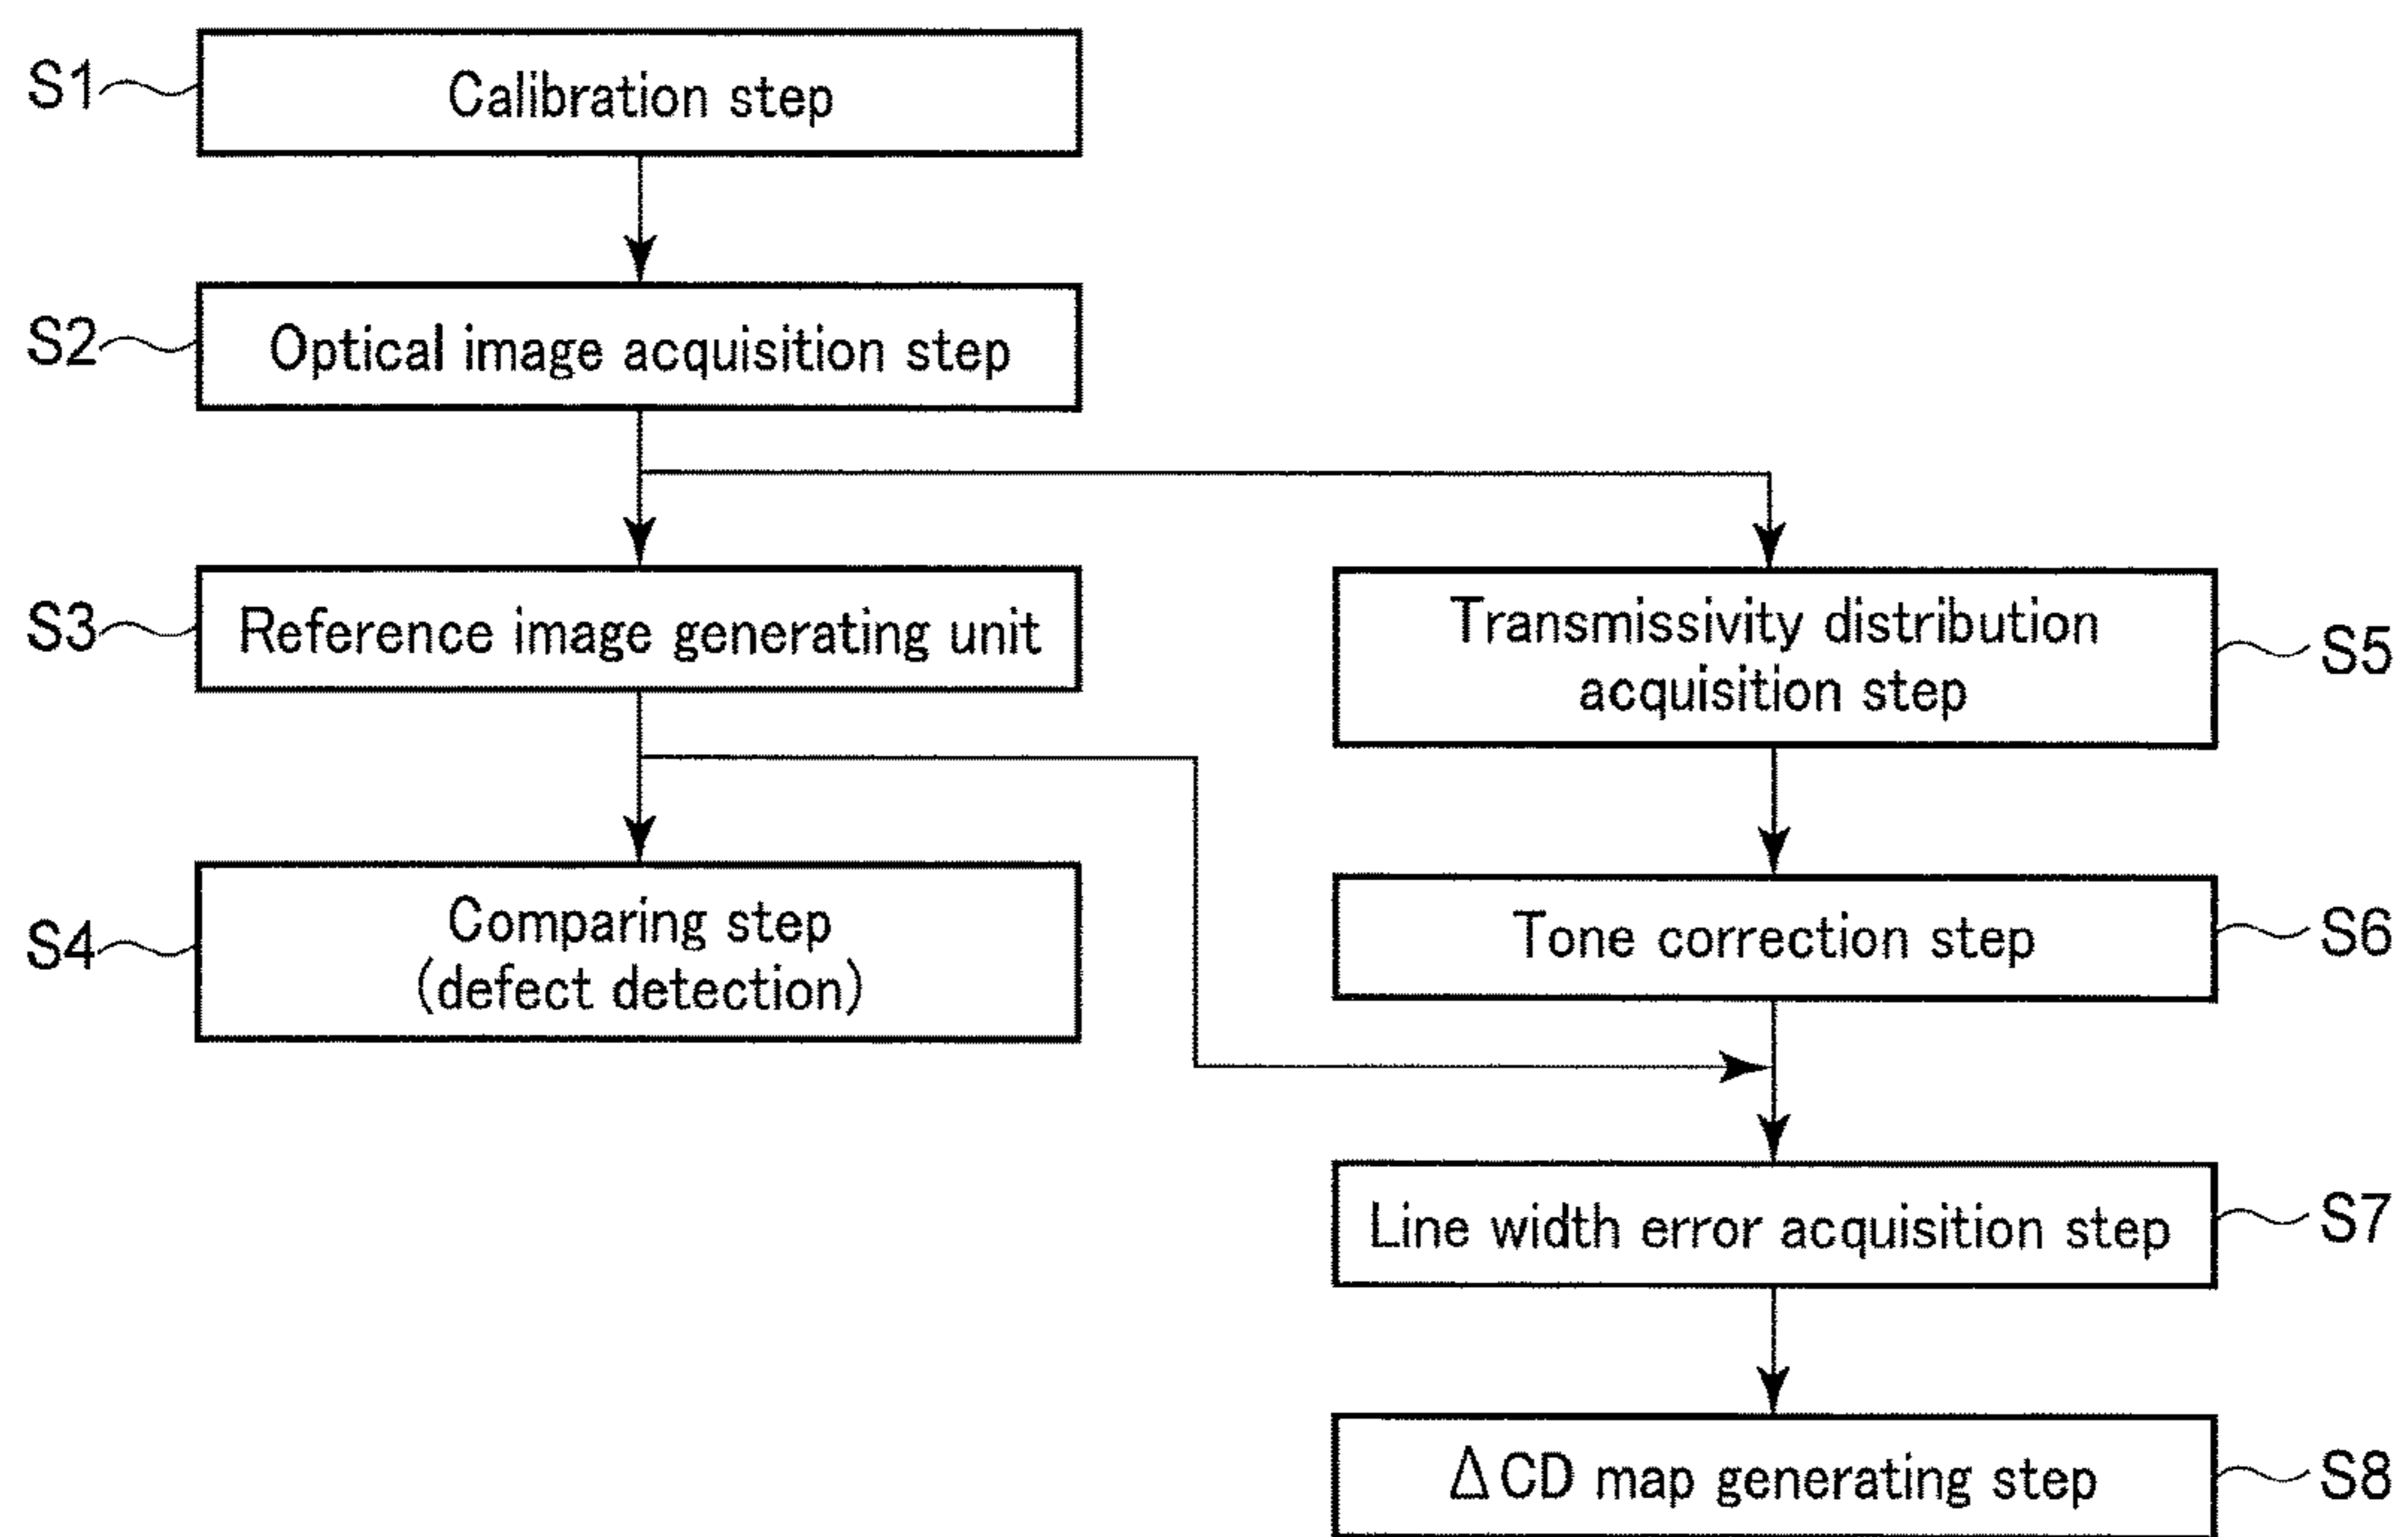 S1
Calibration step
S2
Optical image acquisition step
S3
Reference image generating unit
Transmissivity distribution
acquisition step
S5
S4
Comparing step
(defect detection)
Tone correction step
S6
Line width error acquisition step
S7
ΔCD map generating step
S8